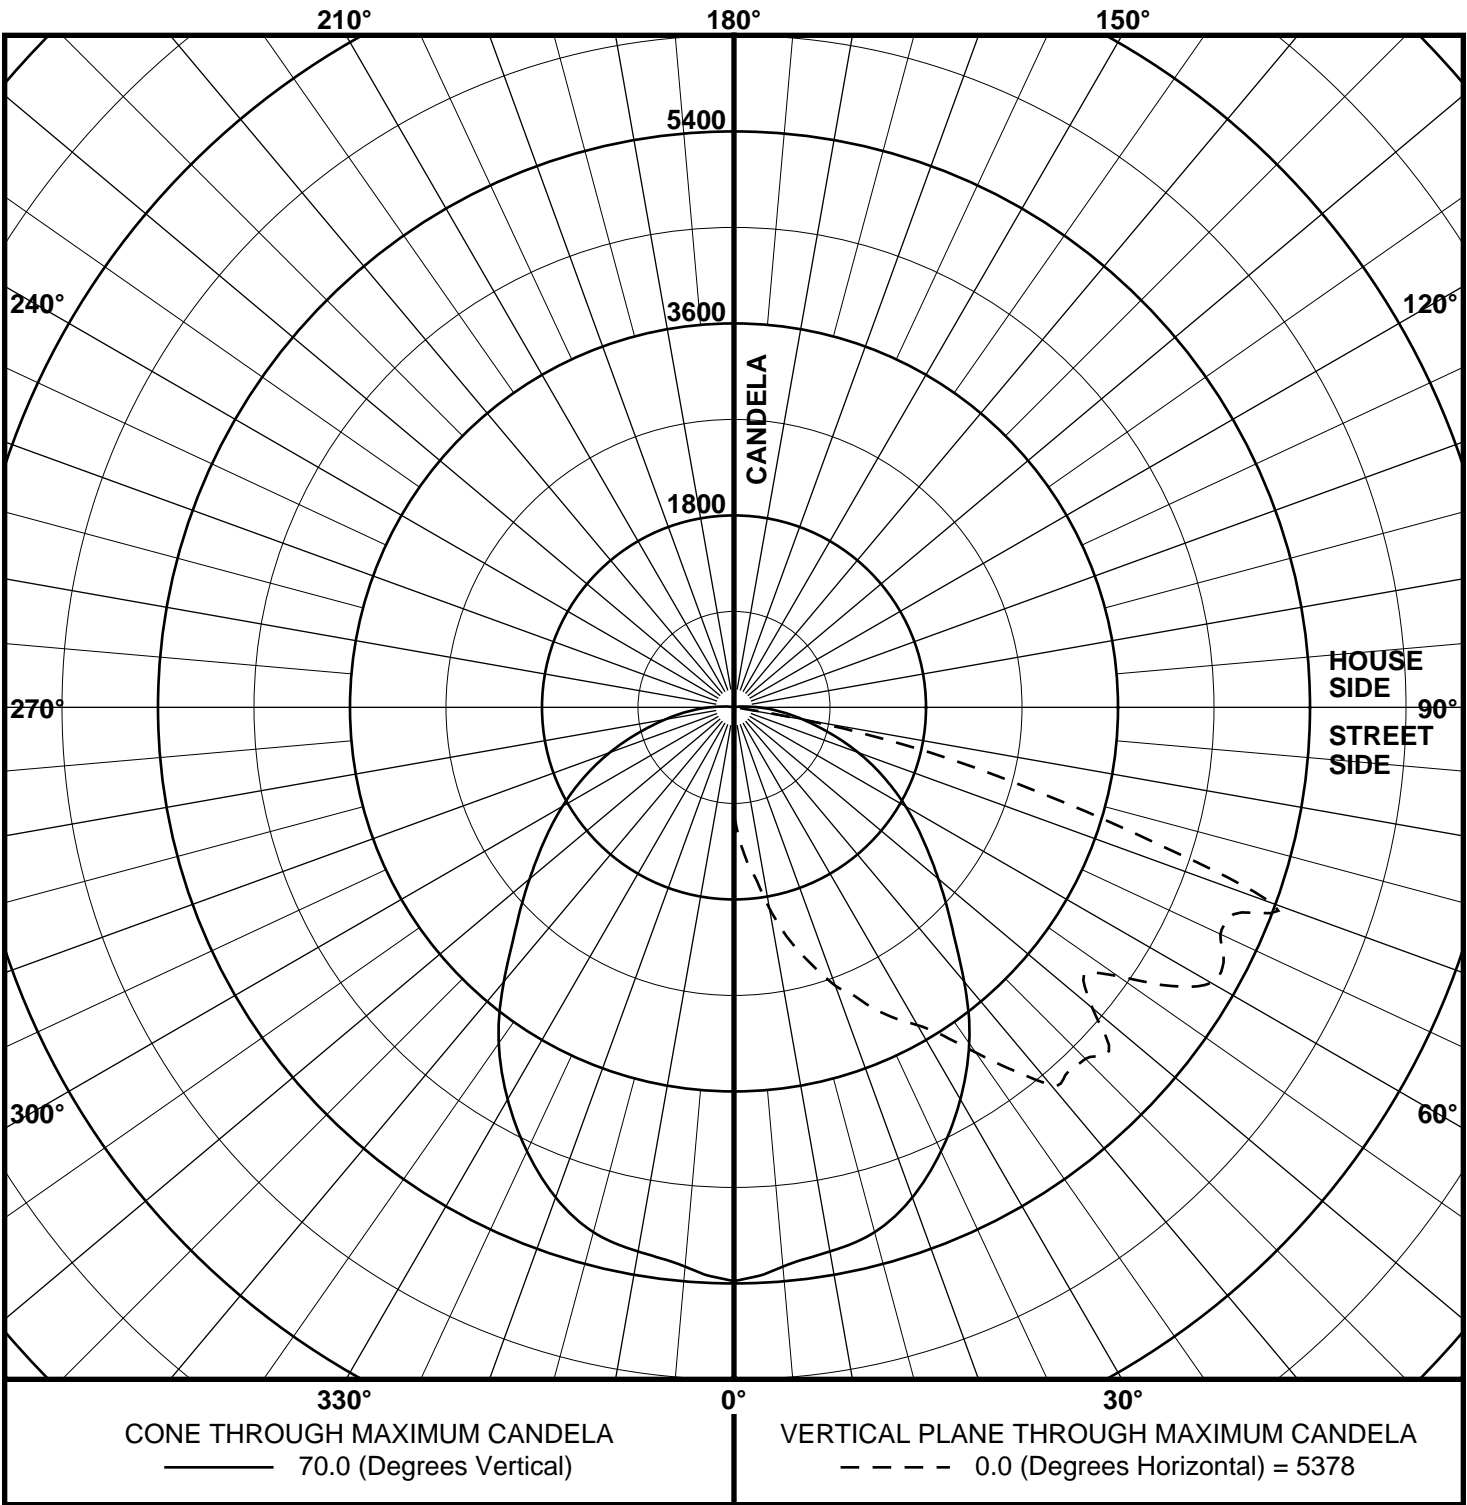 210°
180°
150°
5400
240°
120°
3600
CANDELA
1800
HOUSE
SIDE
270°
90°
STREET
SIDE
300°
60°
330°
0°
30°
CONE THROUGH MAXIMUM CANDELA
70.0 (Degrees Vertical)
VERTICAL PLANE THROUGH MAXIMUM CANDELA
0.0 (Degrees Horizontal) = 5378